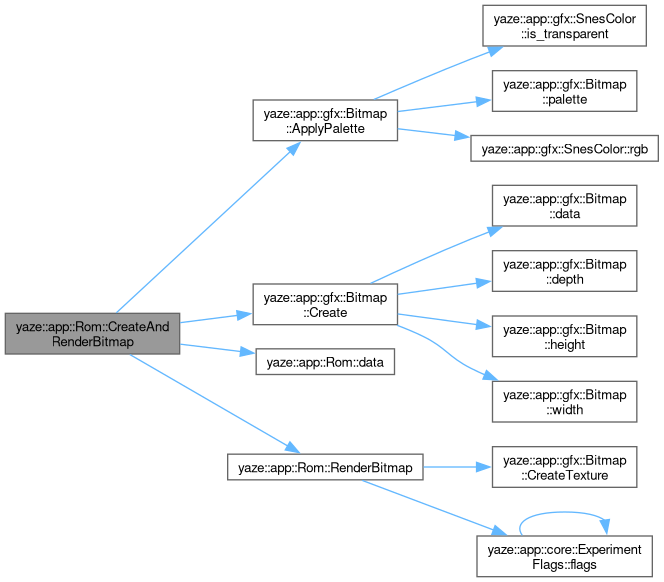 yaze::app::gfx::SnesColor
::is_transparent
yaze::app::gfx::Bitmap
::palette
yaze::app::gfx::Bitmap
::ApplyPalette
yaze::app::gfx::SnesColor::rgb
yaze::app::gfx::Bitmap
::data
yaze::app::gfx::Bitmap
::depth
yaze::app::gfx::Bitmap
::Create
yaze::app::Rom::CreateAnd
RenderBitmap
yaze::app::gfx::Bitmap
::height
yaze::app::Rom::data
yaze::app::gfx::Bitmap
::width
yaze::app::Rom::RenderBitmap
yaze::app::gfx::Bitmap
::CreateTexture
yaze::app::core::Experiment
Flags::flags